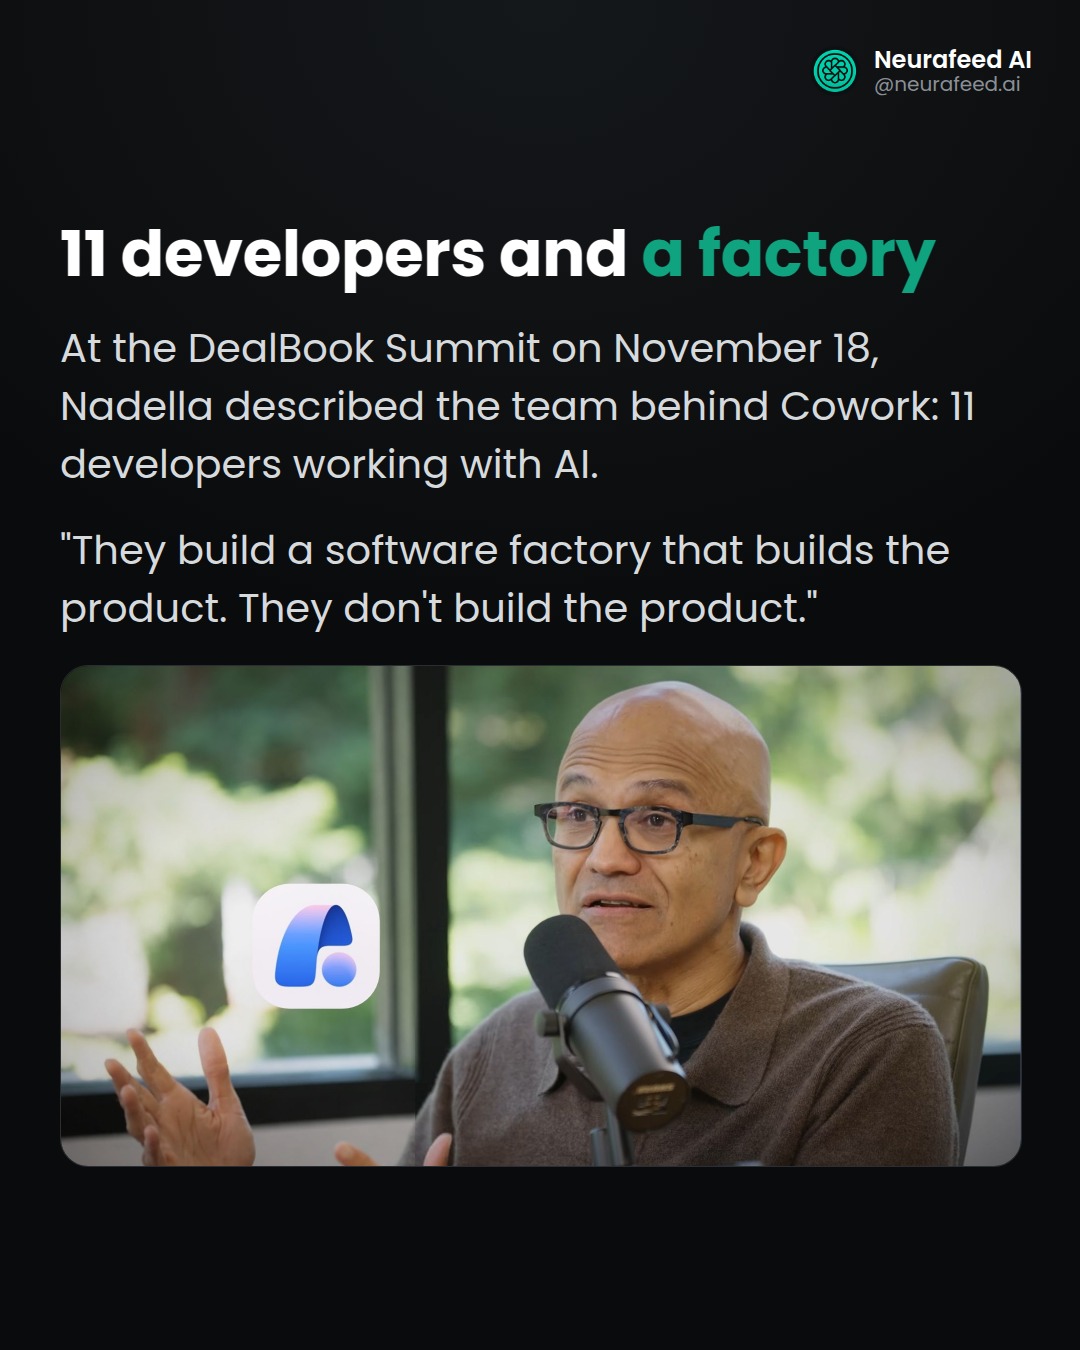 Neurafeed AI
@neurafeed.ai
11 developers and a factory
At the DealBook Summit on November 18,
Nadella described the team behind Cowork: 11
developers working with AI.
"They build a software factory that builds the
product. They don't build the product."